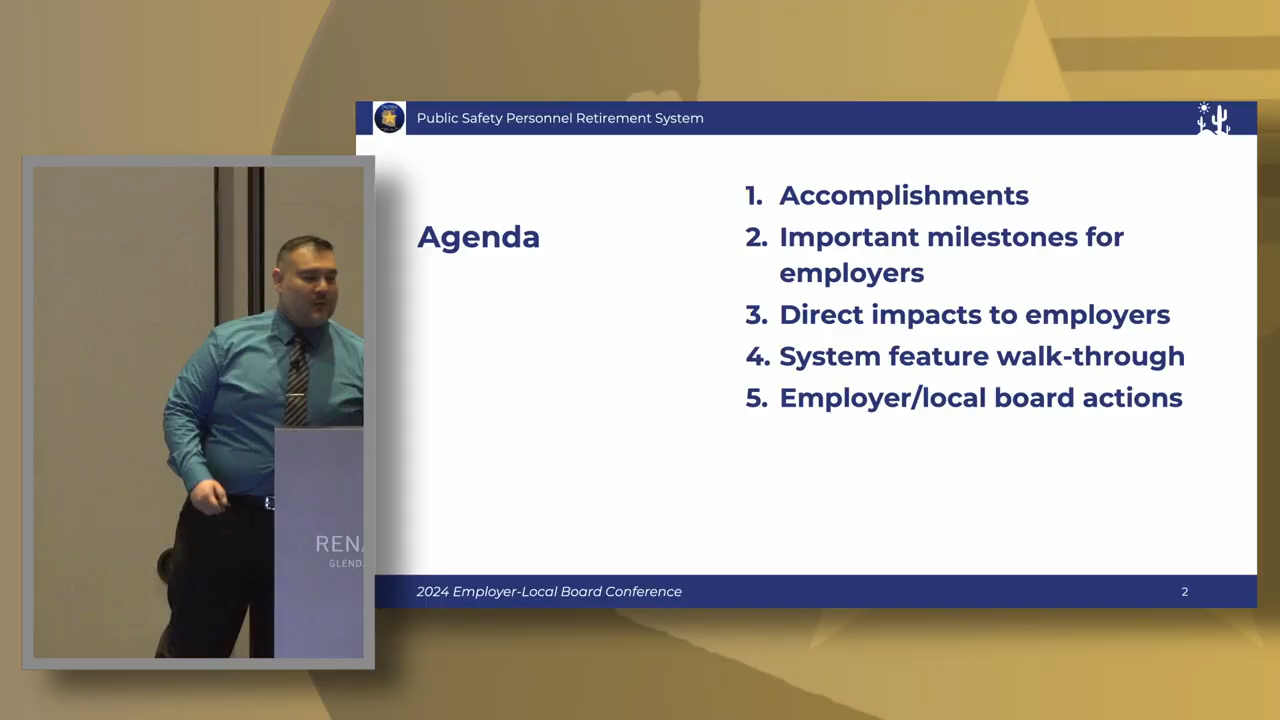 Public Safety Personnel Retirement System
Agenda
1. Accomplishments
2. Important milestones for
employers
3. Direct impacts to employers
4. System feature walk-through
5. Employer/local board actions
2024 Employer-Local Board Conference
2
RENA
GLEND